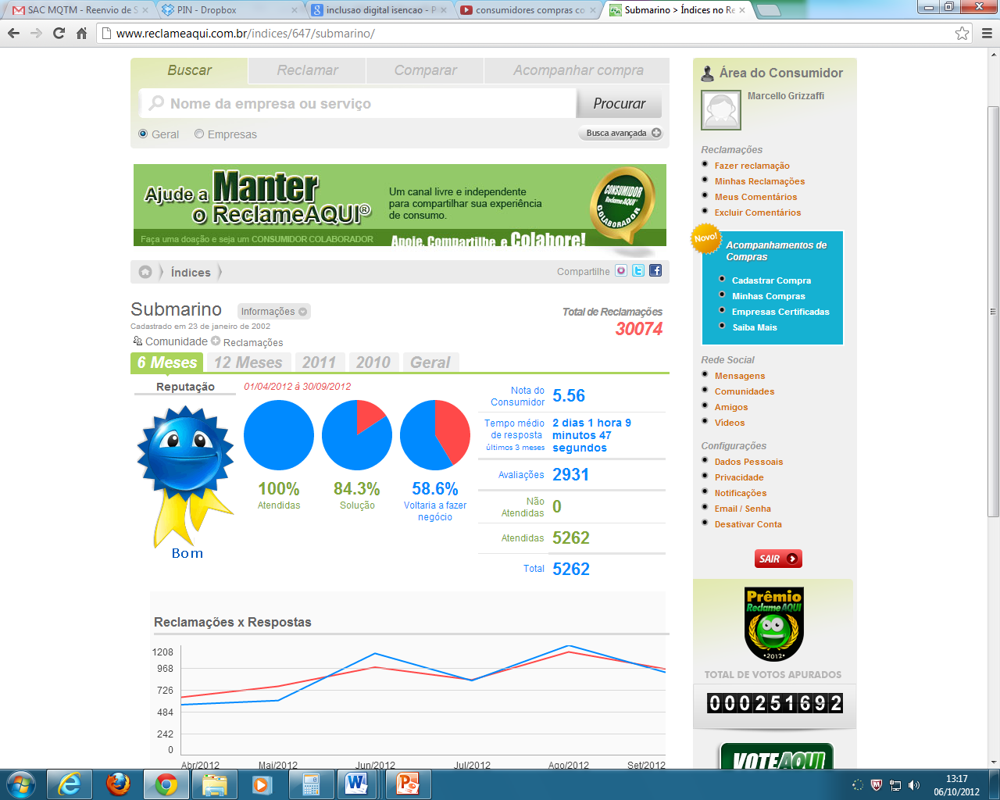 SAC MQTM - Reenvio de S
PIN - Dropbox
inclusao digital isencao - P
consumidores compras co
Submarino > Índices no Re
www.reclameaqui.com.br/indices/647/submarino/
Buscar
Reclamar
Comparar
Acompanhar compra
Nome da empresa ou serviço
Procurar
Geral
Empresas
Busca avançada
Ajude a Manter
o ReclameAQUI®
Um canal livre e independente
para compartilhar sua experiência
de consumo.
Faça uma doação e seja um CONSUMIDOR COLABORADOR
Apoie, Compartilhe e Colabore!
CONSUMIDOR
ReclameAQUI
COLABORADOR
Índices
Compartilhe
Submarino
Informações
Cadastrado em 23 de janeiro de 2002
Comunidade
Reclamações
Total de Reclamações
30074
6 Meses
12 Meses
2011
2010
Geral
Reputação
Bom
01/04/2012 à 30/09/2012
100%
Atendidas
84.3%
Solução
58.6%
Voltaria a fazer
negócio
Nota do
Consumidor
5.56
Tempo médio
de resposta
últimos 3 meses
2 dias 1 hora 9
minutos 47
segundos
Avaliações
2931
Não
Atendidas
0
Atendidas
5262
Total
5262
Reclamações x Respostas
1208
968
726
484
242
0
Abr/2012
Mai/2012
Jun/2012
Jul/2012
Ago/2012
Set/2012
Área do Consumidor
Marcello Grizzaffi
Reclamações
Fazer reclamação
Minhas Reclamações
Meus Comentários
Excluir Comentários
Novo!
Acompanhamentos de
Compras
Cadastrar Compra
Minhas Compras
Empresas Certificadas
Saiba Mais
Rede Social
Mensagens
Comunidades
Amigos
Videos
Configurações
Dados Pessoais
Privacidade
Notificações
Email / Senha
Desativar Conta
SAIR
Prêmio
ReclameAQUI
2012
TOTAL DE VOTOS APURADOS
000251692
VOTEAQUI
13:17
06/10/2012